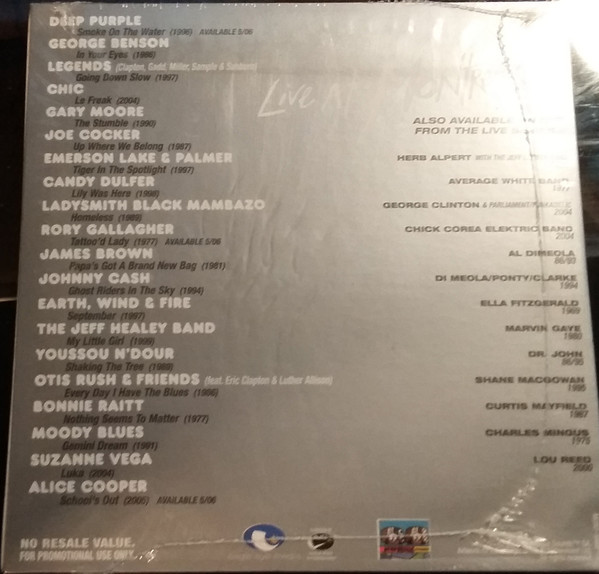 DEEP PURPLE
Smoke On The Water (1996) AVAILABLE 5/06
GEORGE BENSON
In Your Eyes (1986)
LEGENDS (Clapton, Gadd, Miller, Sample & Sanborn)
Going Down Slow (1997)
CHIC
Le Freak (2004)
GARY MOORE
The Stumble (1990)
JOE COCKER
Up Where We Belong (1987)
EMERSON LAKE & PALMER
Tiger In The Spotlight (1997)
CANDY DULFER
Lily Was Here (1998)
LADYSMITH BLACK MAMBAZO
Homeless (1989)
RORY GALLAGHER
Tattoo'd Lady (1977) AVAILABLE 5/06
JAMES BROWN
Papa's Got A Brand New Bag (1981)
JOHNNY CASH
Ghost Riders In The Sky (1994)
EARTH, WIND & FIRE
September (1997)
THE JEFF HEALEY BAND
My Little Girl (1999)
YOUSSOU N'DOUR
Shaking The Tree (1989)
OTIS RUSH & FRIENDS (feat. Eric Clapton & Luther Allison)
Every Day I Have The Blues (1986)
BONNIE RAITT
Nothing Seems To Matter (1977)
MOODY BLUES
Gemini Dream (1991)
SUZANNE VEGA
Luka (2004)
ALICE COOPER
School's Out (2005) AVAILABLE 5/06
NO RESALE VALUE.
FOR PROMOTIONAL USE ONLY.
Live
ALSO AVAILABLE
FROM THE LIVE
HERB ALPERT WITH THE JEFF
AVERAGE WHITE BAND
1977
GEORGE CLINTON & PARLIAMENT/FUNKADELIC
2004
CHICK COREA ELEKTRIC BAND
2004
AL DIMEOLA
86/93
DI MEOLA/PONTY/CLARKE
1994
ELLA FITZGERALD
1969
MARVIN GAYE
1980
DR. JOHN
86/95
SHANE MACGOWAN
1995
CURTIS MAYFIELD
1987
CHARLES MINGUS
1975
LOU REED
2000